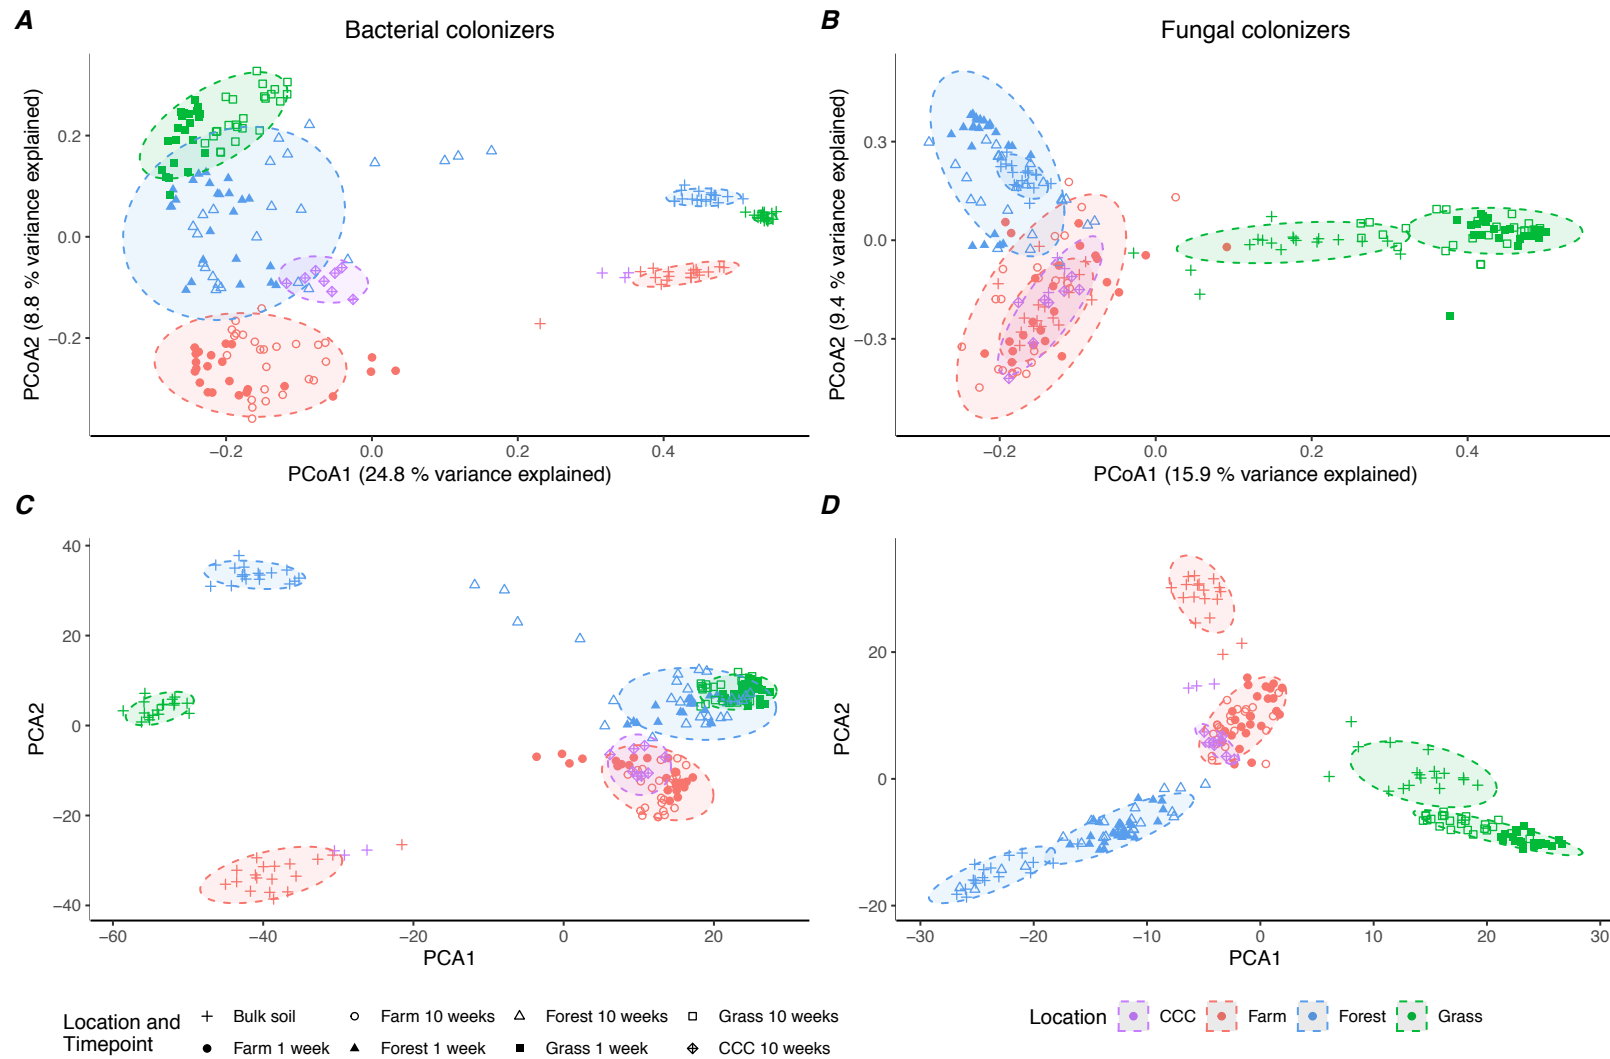 A
Bacterial colonizers
PCoA2 (8.8 % variance explained)
0.2
0.0
−0.2
−0.2
0.0
0.2
0.4
PCoA1 (24.8 % variance explained)
B
Fungal colonizers
PCoA2 (9.4 % variance explained)
0.3
0.0
−0.3
−0.2
0.0
0.2
0.4
PCoA1 (15.9 % variance explained)
C
PCA2
40
20
0
−20
−40
−60
−40
−20
0
20
PCA1
D
PCA2
20
0
−20
−30
−20
−10
0
10
20
30
PCA1
Location and
Timepoint
Bulk soil
Farm 10 weeks
Forest 10 weeks
Grass 10 weeks
Farm 1 week
Forest 1 week
Grass 1 week
CCC 10 weeks
Location
CCC
Farm
Forest
Grass